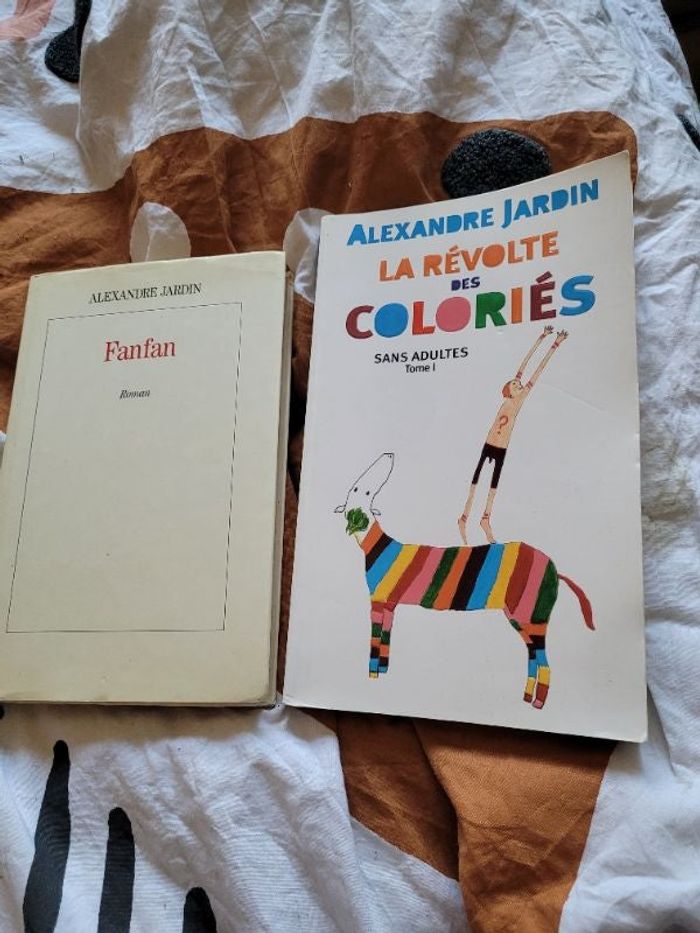 ALEXANDRE JARDIN
Fanfan
Roman
ALEXANDRE JARDIN
LA RÉVOLTE
DES
COLORIÉS
SANS ADULTES
Tome I
?